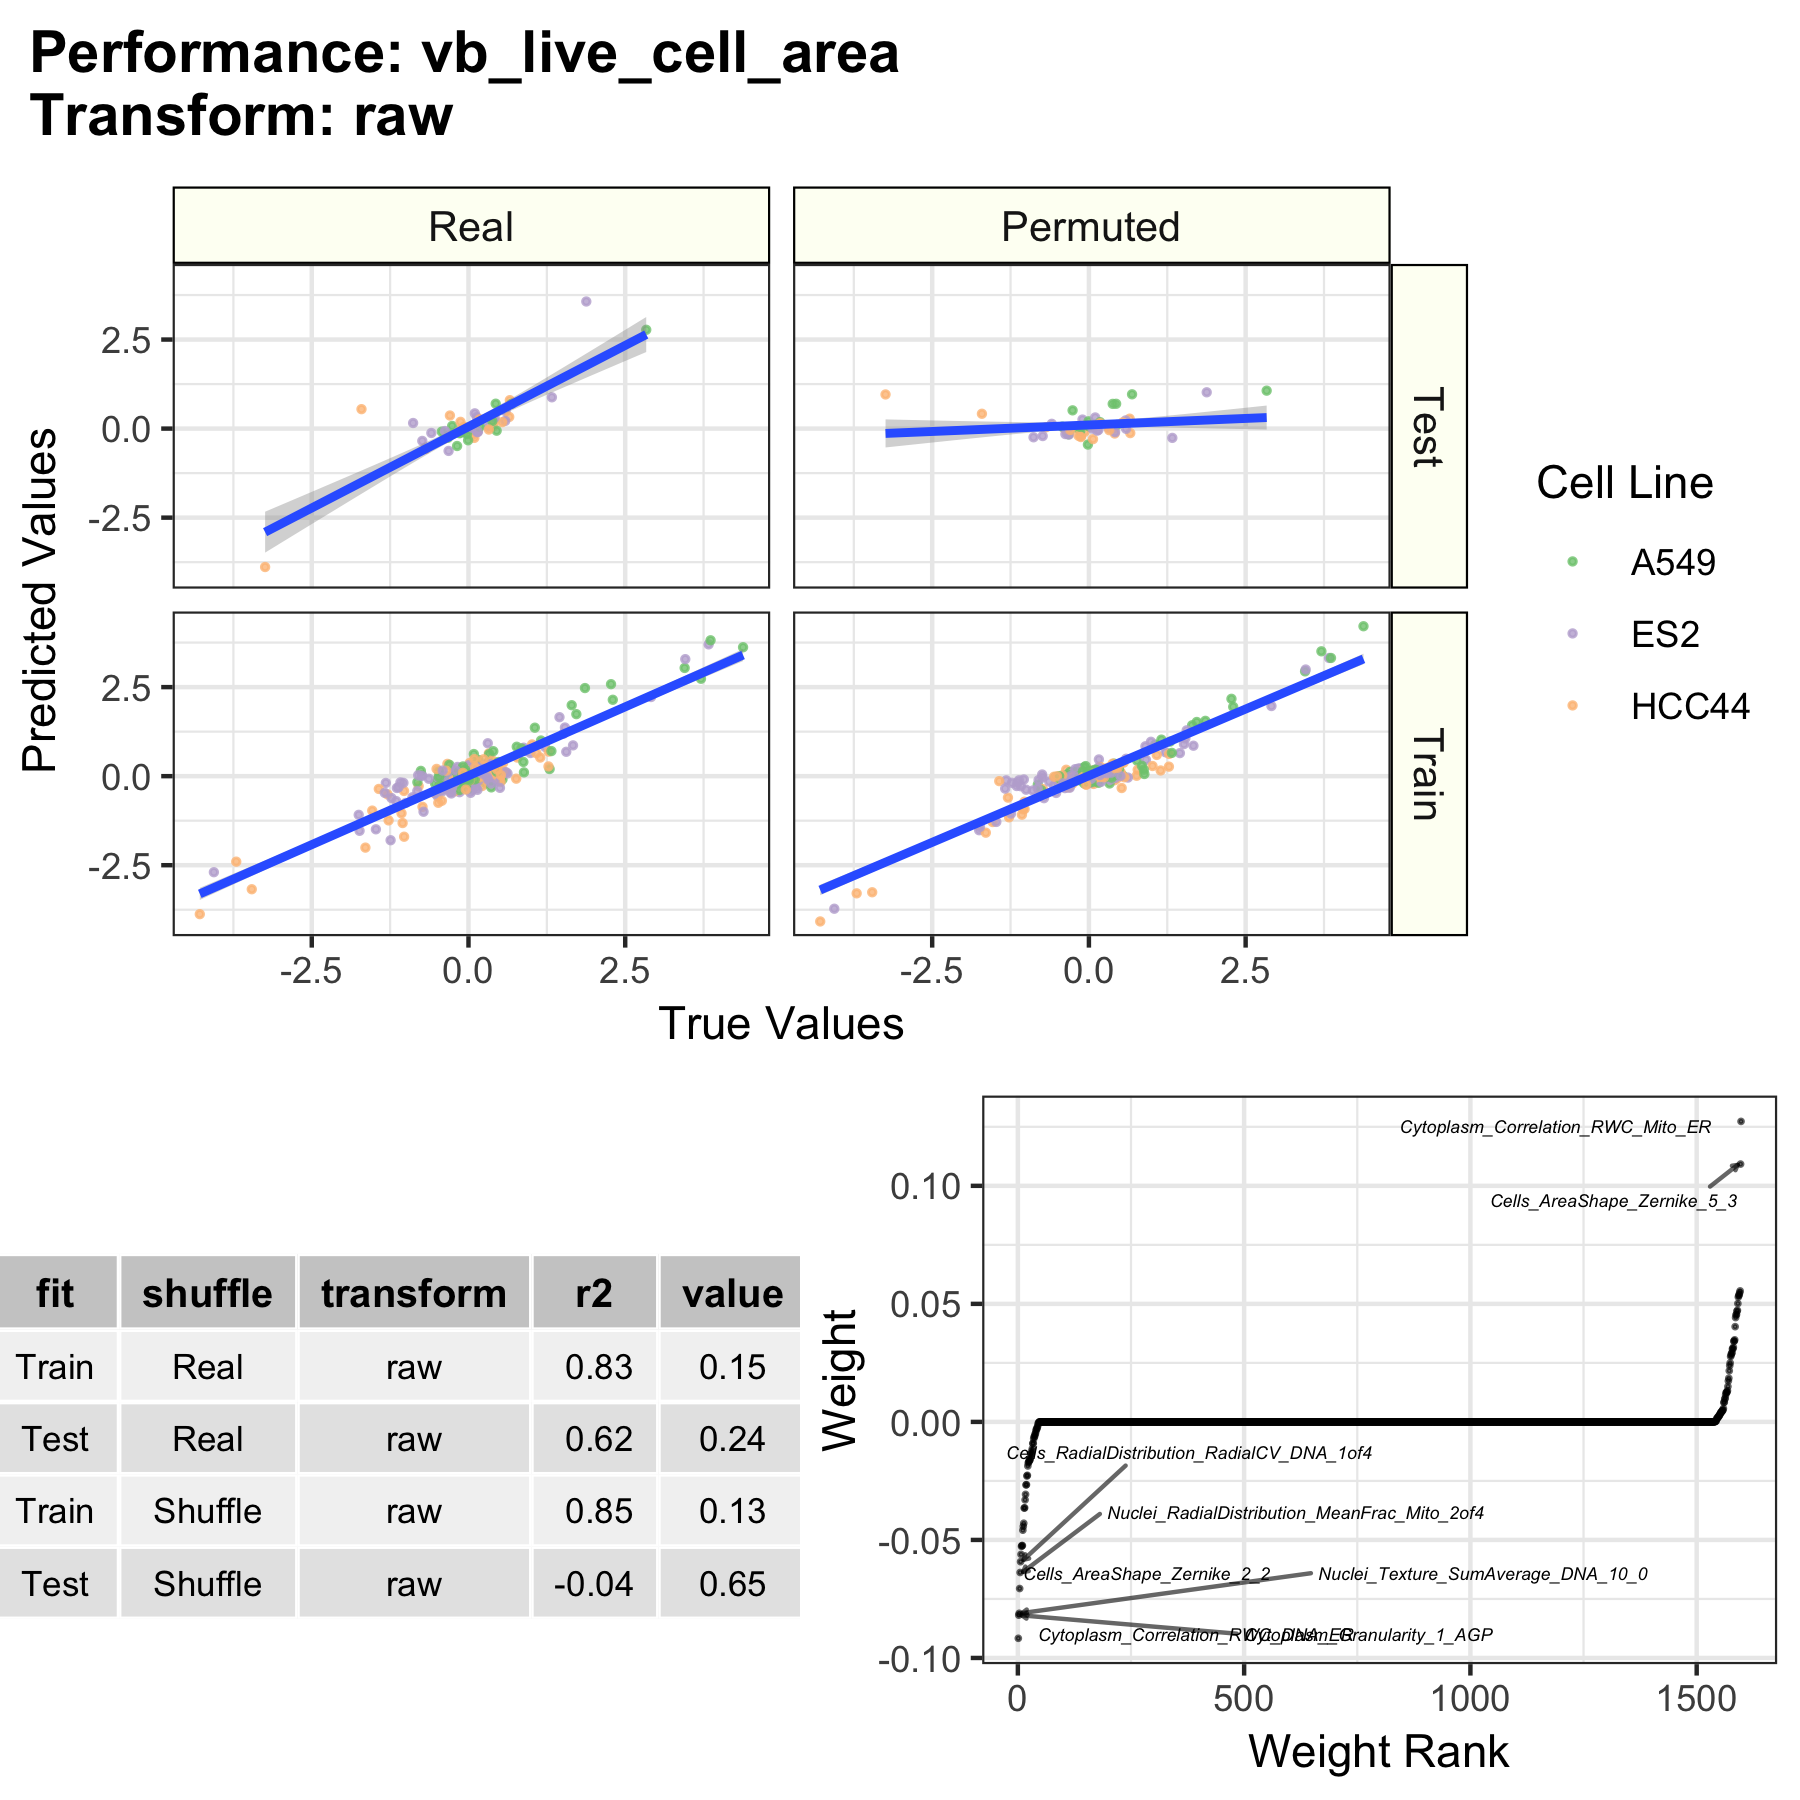 Performance: vb_live_cell_area
Transform: raw
Real
Permuted
2.5
0.0
-2.5
Test
2.5
0.0
-2.5
Train
Predicted Values
-2.5 0.0 2.5
-2.5 0.0 2.5
True Values
Cell Line
A549
ES2
HCC44
fit shuffle transform r2 value
Train Real raw 0.83 0.15
Test Real raw 0.62 0.24
Train Shuffle raw 0.85 0.13
Test Shuffle raw -0.04 0.65
Weight
0.10
0.05
0.00
-0.05
-0.10
Cytoplasm_Correlation_RWC_Mito_ER
Cells_AreaShape_Zernike_5_3
Cells_RadialDistribution_RadialCV_DNA_1of4
Nuclei_RadialDistribution_MeanFrac_Mito_2of4
Cells_AreaShape_Zernike_2_2
Nuclei_Texture_SumAverage_DNA_10_0
Cytoplasm_Correlation_RWC_DNA_ER
Cytoplasm_Granularity_1_AGP
0 500 1000 1500
Weight Rank